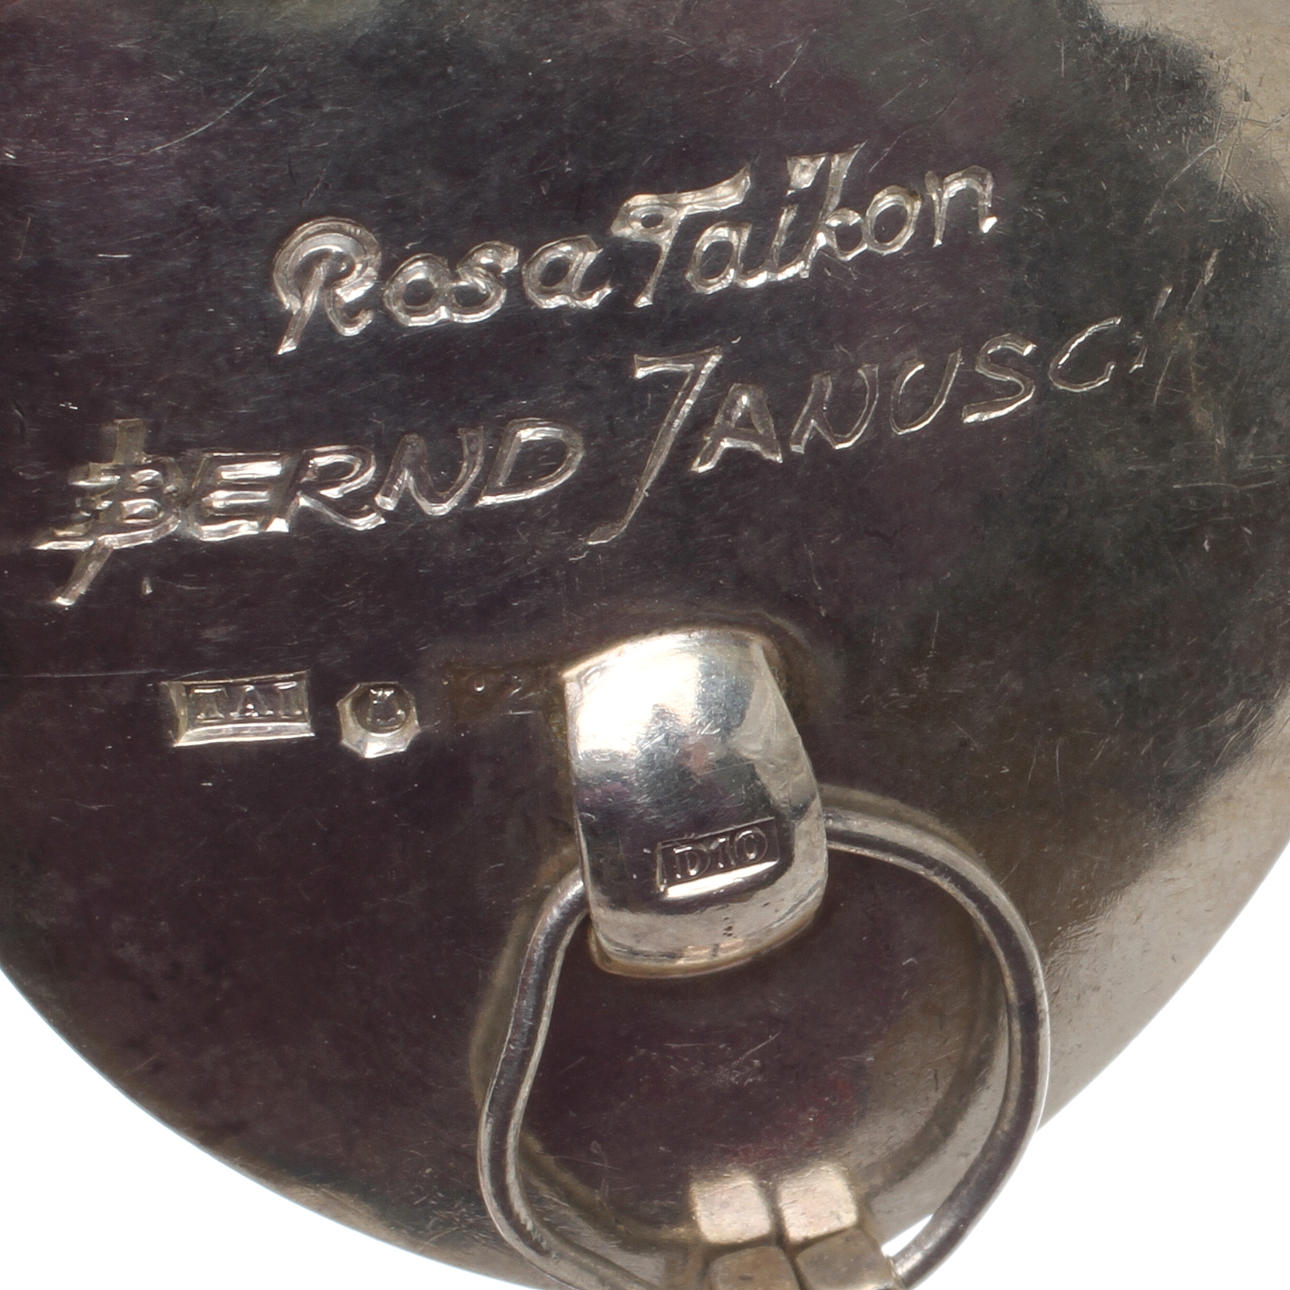 Rosa Taikon
BERND JANUSCH
TAI
D10